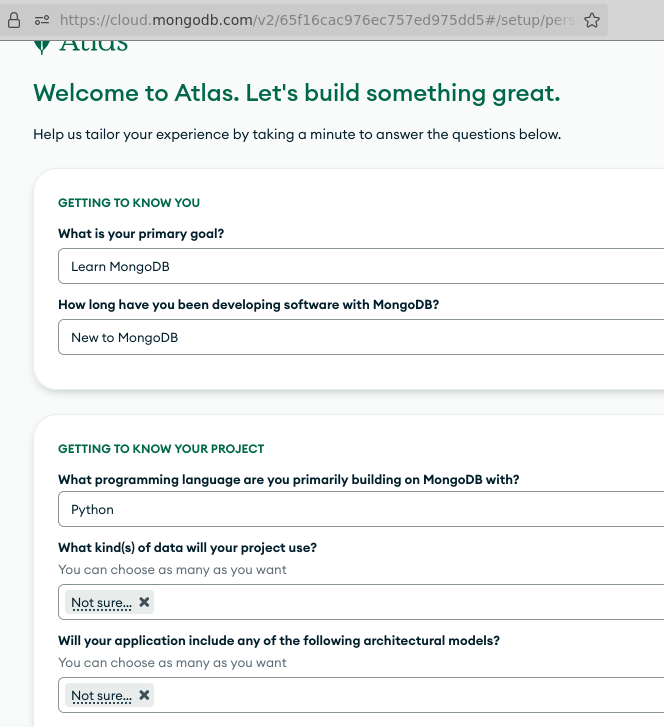 https://cloud.mongodb.com/v2/65f16cac976ec757ed975dd5#/setup/pers
Atlas
Welcome to Atlas. Let's build something great.
Help us tailor your experience by taking a minute to answer the questions below.
GETTING TO KNOW YOU
What is your primary goal?
Learn MongoDB
How long have you been developing software with MongoDB?
New to MongoDB
GETTING TO KNOW YOUR PROJECT
What programming language are you primarily building on MongoDB with?
Python
What kind(s) of data will your project use?
You can choose as many as you want
Not sure...
Will your application include any of the following architectural models?
You can choose as many as you want
Not sure...